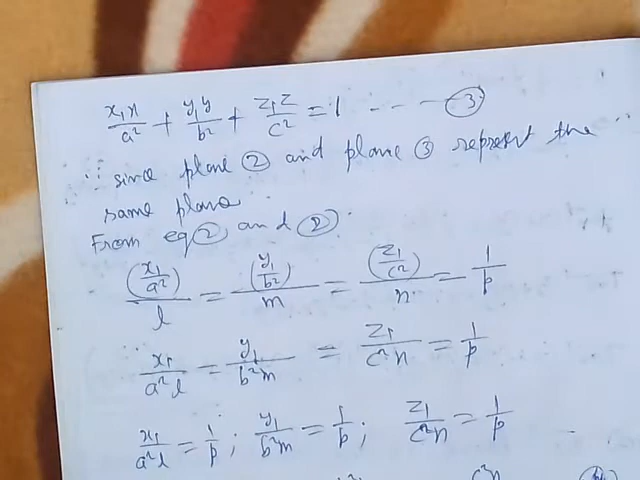 x₁x/a² + y₁y/b² + z₁z/c² = 1 --- ③
∵ since plane ② and plane ③ represent the
same plane.
From eq ② and ②.
(x₁/a²)/l = (y₁/b²)/m = (z₁/c²)/n = 1/p
x₁/a²l = y₁/b²m = z₁/c²n = 1/p
x₁/a²l = 1/p ; y₁/b²m = 1/p ; z₁/c²n = 1/p